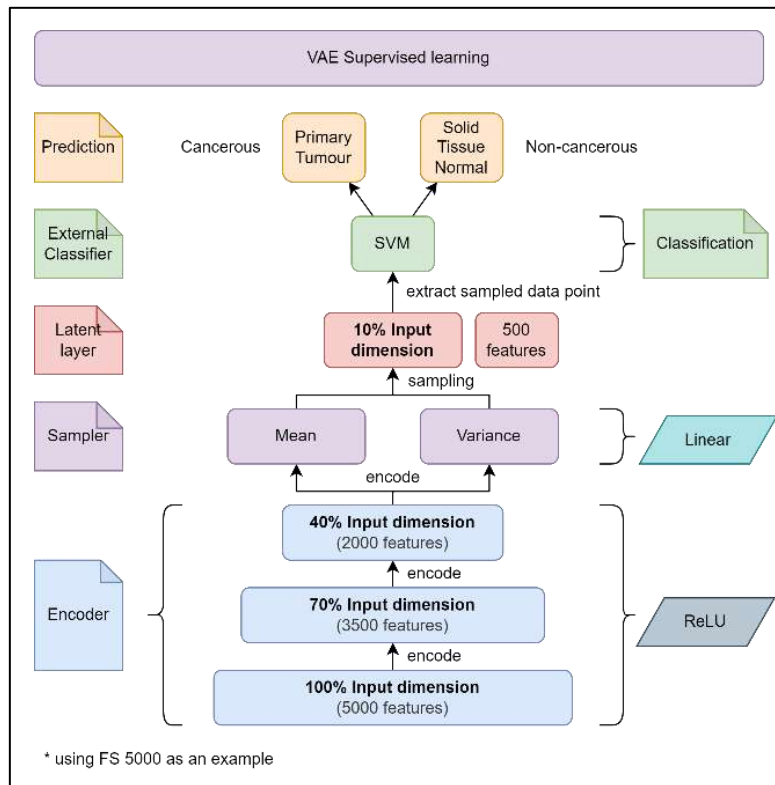 VAE Supervised learning
Prediction
Cancerous
Primary
Tumour
Solid
Tissue
Normal
Non-cancerous
External
Classifier
SVM
Classification
extract sampled data point
Latent
layer
10% Input
dimension
500
features
sampling
Sampler
Mean
Variance
Linear
encode
Encoder
40% Input dimension
(2000 features)
encode
70% Input dimension
(3500 features)
ReLU
encode
100% Input dimension
(5000 features)
* using FS 5000 as an example